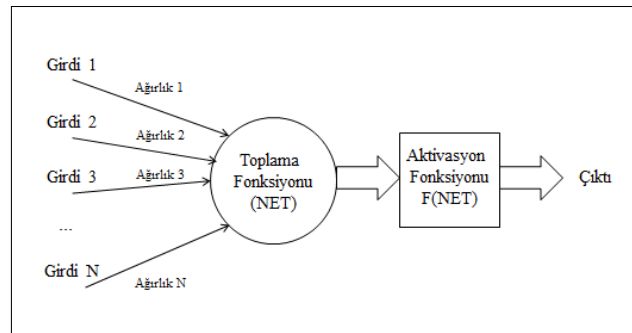 Girdi 1
Ağırlık 1
Girdi 2
Ağırlık 2
Girdi 3
Ağırlık 3
...
Girdi N
Ağırlık N
Toplama
Fonksiyonu
(NET)
Aktivasyon
Fonksiyonu
F(NET)
Çıktı